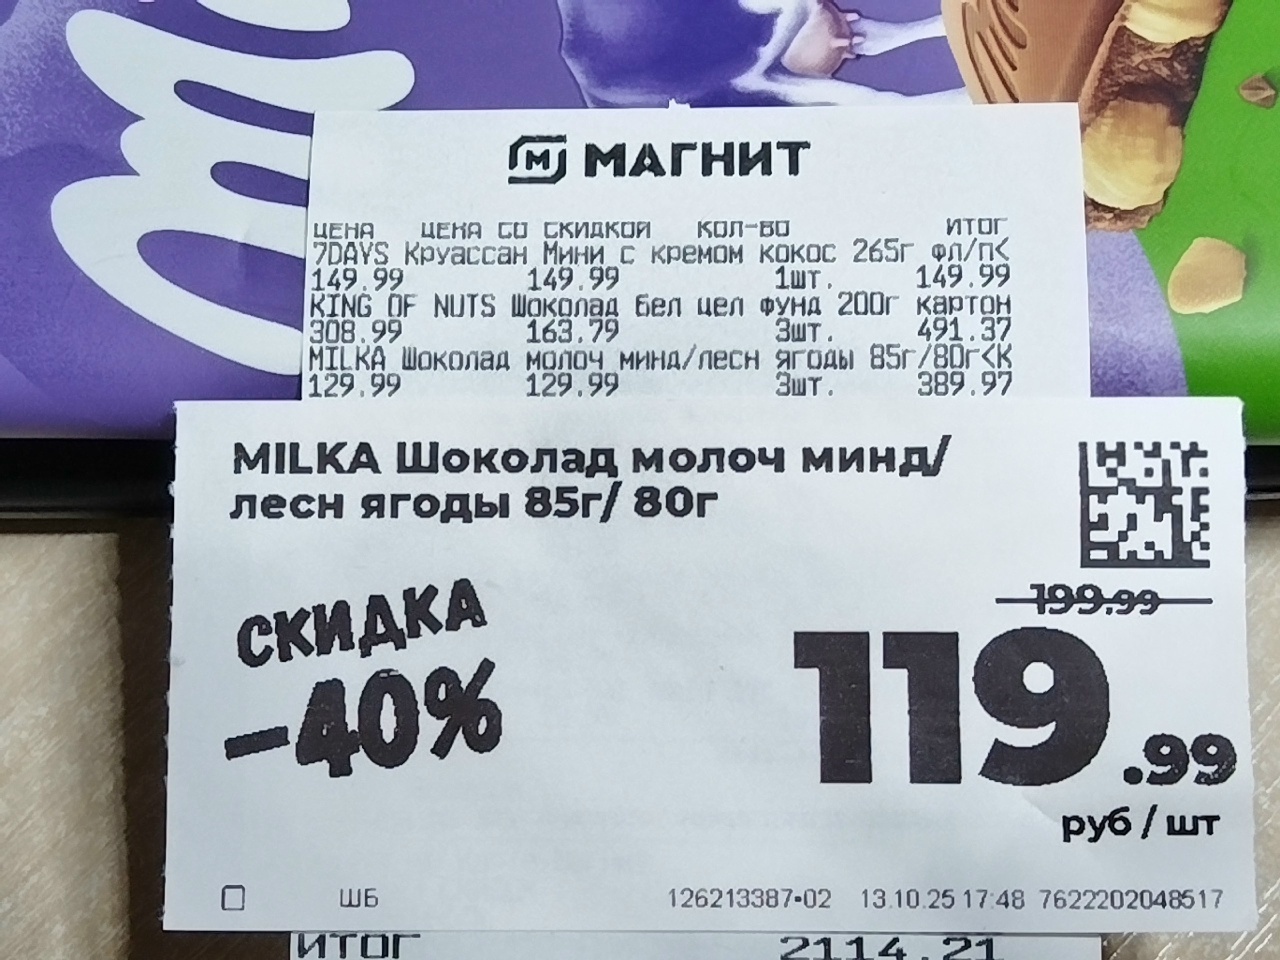 МАГНИТ
ЦЕНА ЦЕНА СО СКИДКОЙ КОЛ-ВО ИТОГ
7DAYS Круассан Мини с кремом кокос 265г фл/п<
149.99 149.99 1шт. 149.99
KING OF NUTS Шоколад бел цел фунд 200г картон
308.99 163.79 3шт. 491.37
MILKA Шоколад молоч минд/лесн ягоды 85г/80г<К
129.99 129.99 3шт. 389.97
MILKA Шоколад молоч минд/
лесн ягоды 85г/ 80г
199.99
СКИДКА
-40%
119.99
руб / шт
ШБ 126213387-02 13.10.25 17:48 7622202048517
ИТОГ 2114.21